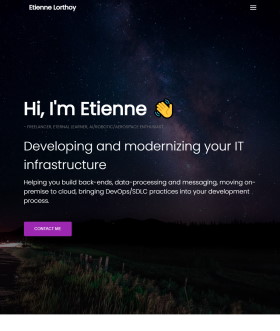 Etienne Lorthoy
Hi, I'm Etienne 👋
- FREELANCER, ETERNAL LEARNER, AI/ROBOTIC/AEROSPACE ENTHUSIAST
Developing and modernizing your IT
infrastructure
Helping you build back-ends, data-processing and messaging, moving on-
premise to cloud, bringing DevOps/SDLC practices into your development
process.
CONTACT ME